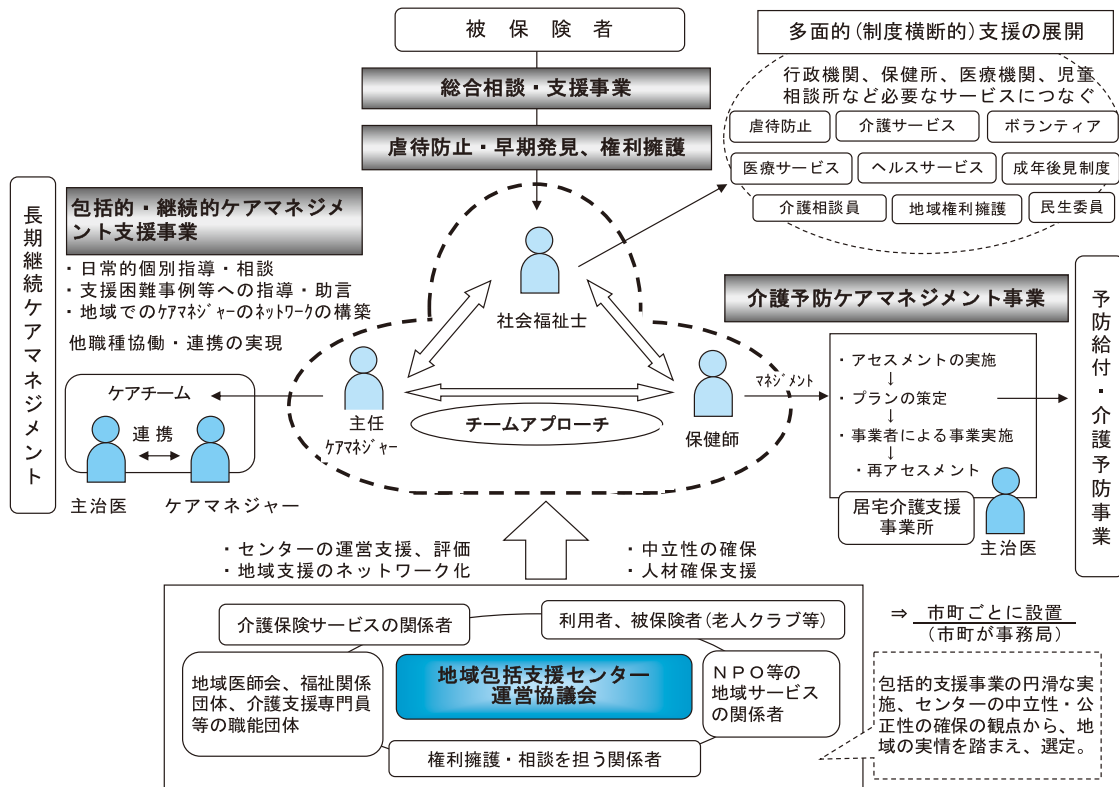 被保険者
総合相談・支援事業
虐待防止・早期発見、権利擁護
多面的(制度横断的)支援の展開
行政機関、保健所、医療機関、児童
相談所など必要なサービスにつなぐ
虐待防止
介護サービス
ボランティア
医療サービス
ヘルスサービス
成年後見制度
介護相談員
地域権利擁護
民生委員
長期継続ケアマネジメント
包括的・継続的ケアマネジメ
ント支援事業
・日常的個別指導・相談
・支援困難事例等への指導・助言
・地域でのケアマネジャーのネットワークの構築
他職種協働・連携の実現
ケアチーム
連携
主治医
ケアマネジャー
社会福祉士
主任
ケアマネジャー
チームアプローチ
保健師
マネジメント
介護予防ケアマネジメント事業
・アセスメントの実施
↓
・プランの策定
↓
・事業者による事業実施
↓
・再アセスメント
居宅介護支援
事業所
主治医
予防給付・介護予防事業
・センターの運営支援、評価
・地域支援のネットワーク化
・中立性の確保
・人材確保支援
介護保険サービスの関係者
利用者、被保険者(老人クラブ等)
地域医師会、福祉関係
団体、介護支援専門員
等の職能団体
地域包括支援センター
運営協議会
NPO等の
地域サービス
の関係者
権利擁護・相談を担う関係者
⇒ 市町ごとに設置
(市町が事務局)
包括的支援事業の円滑な実
施、センターの中立性・公
正性の確保の観点から、地
域の実情を踏まえ、選定。